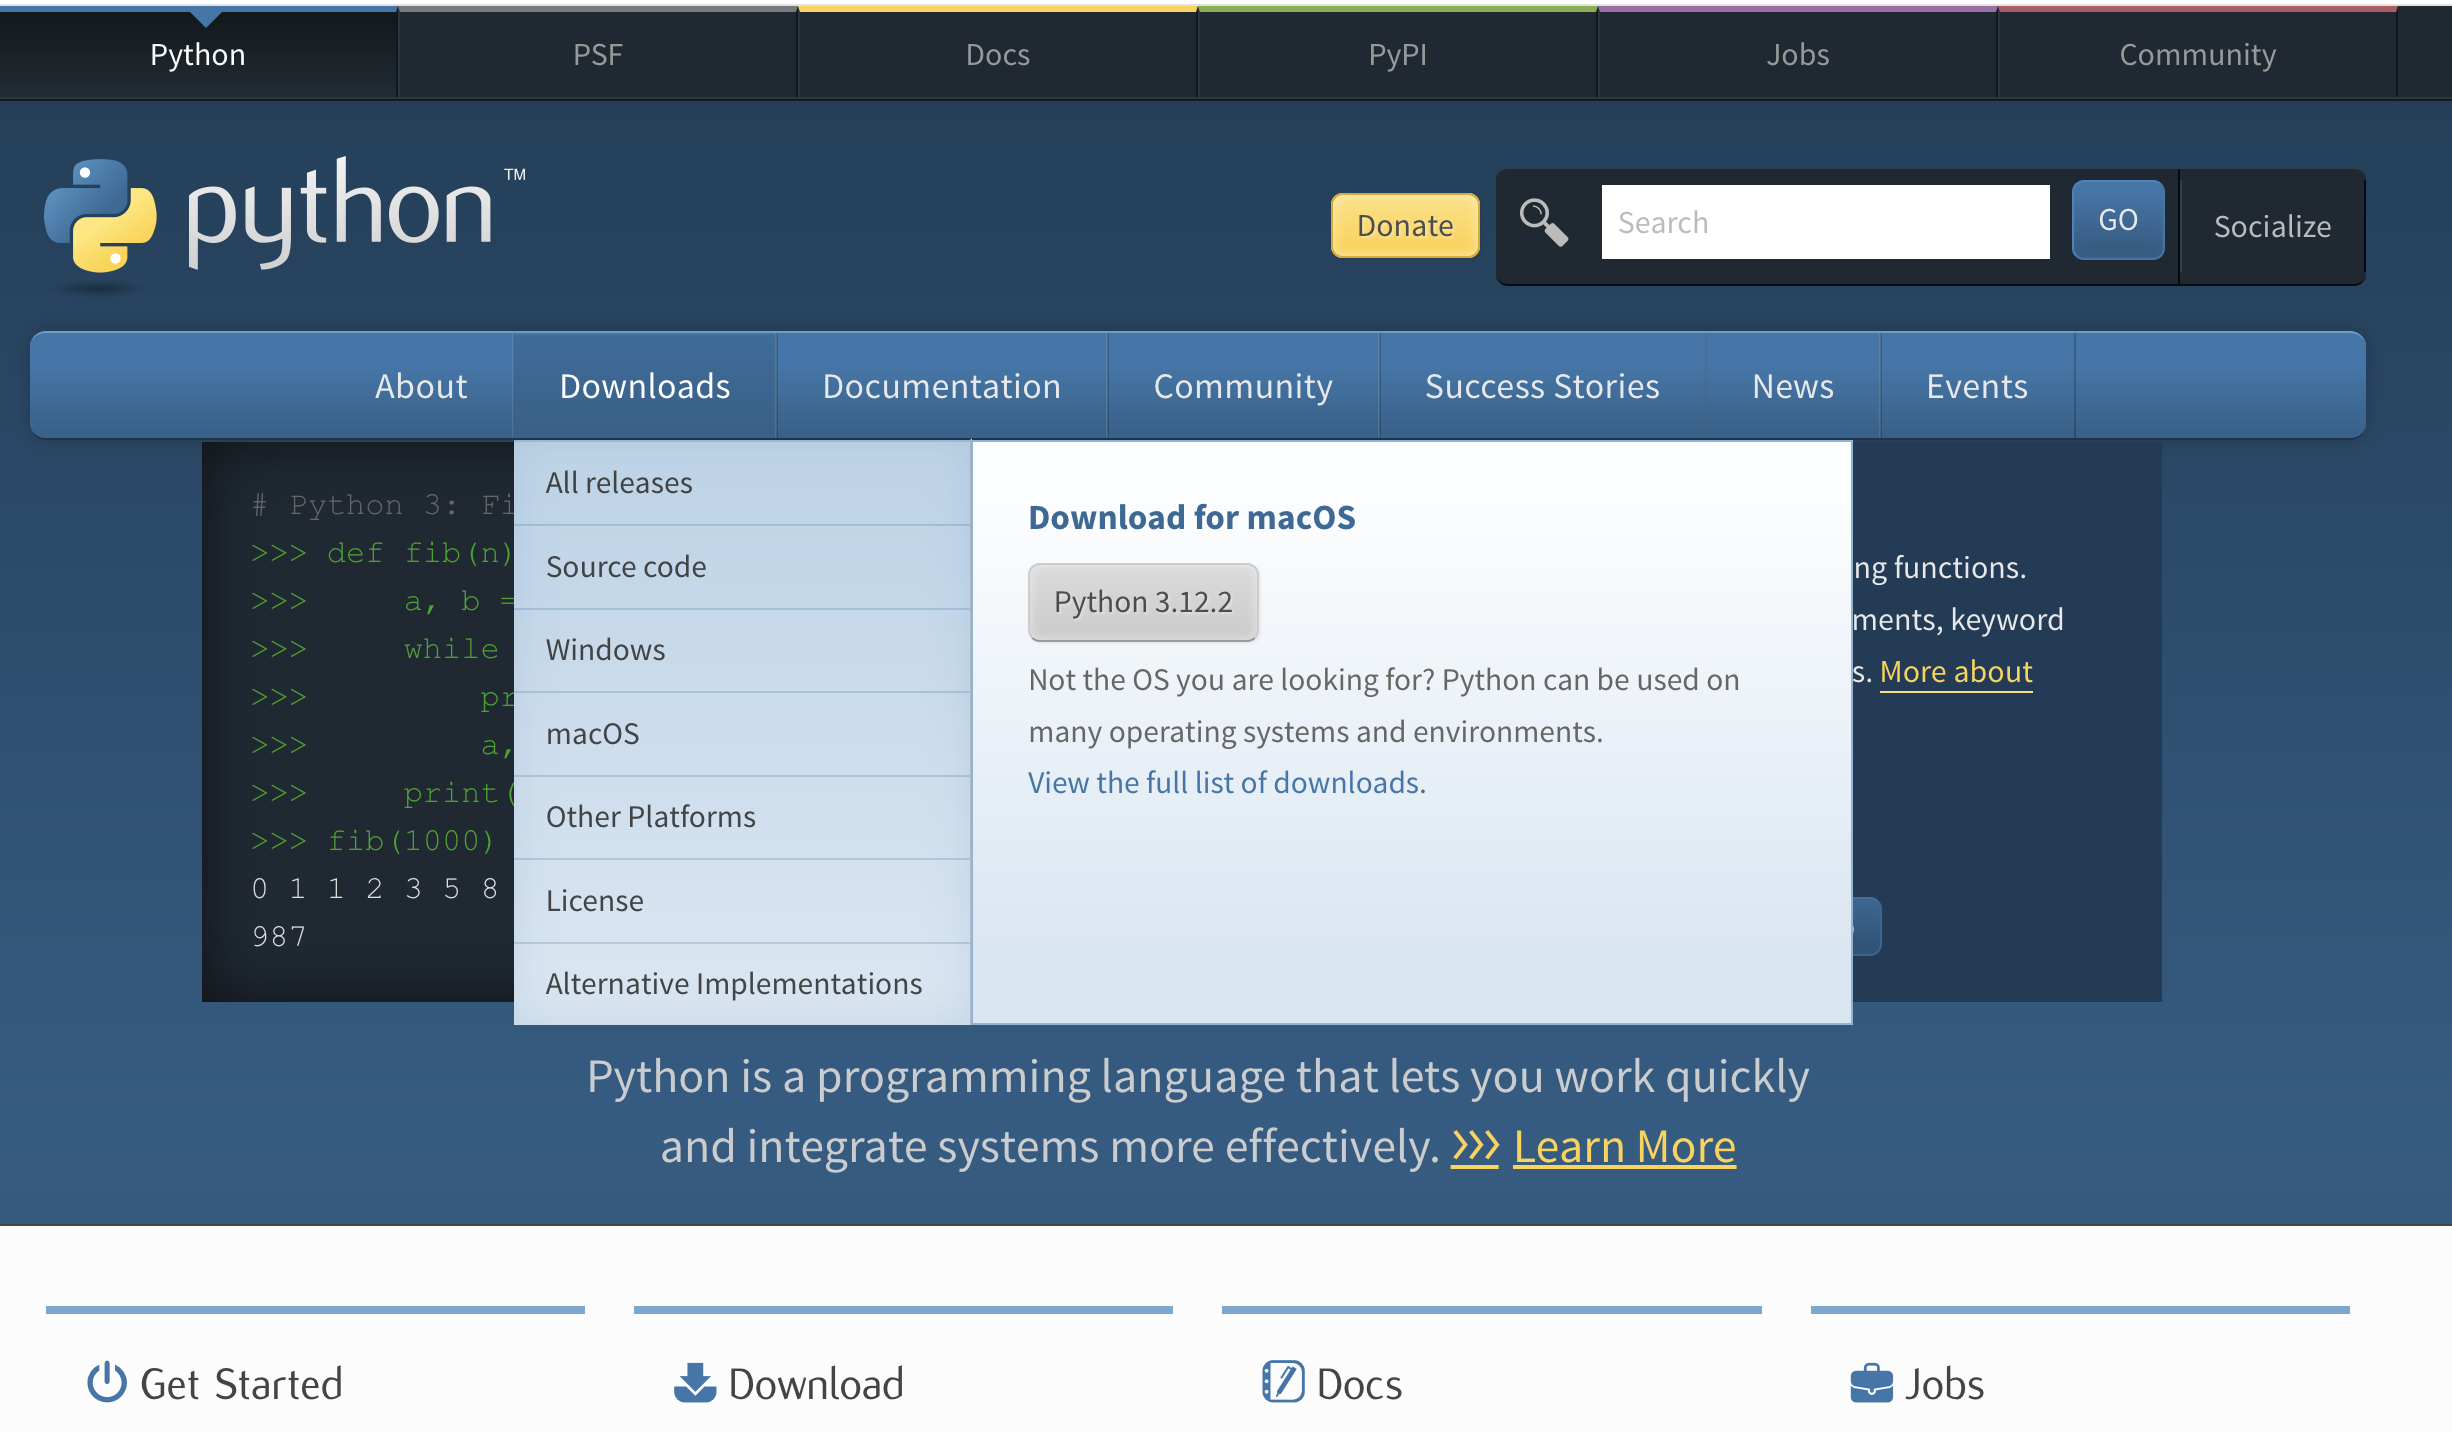 Python
PSF
Docs
PyPI
Jobs
Community
python™
Donate
Search
GO
Socialize
About
Downloads
Documentation
Community
Success Stories
News
Events
# Python 3: Fi
>>> def fib(n)
>>>     a, b =
>>>     while
>>>         pr
>>>         a,
>>>     print(
>>> fib(1000)
0 1 1 2 3 5 8
987
All releases
Source code
Windows
macOS
Other Platforms
License
Alternative Implementations
Download for macOS
Python 3.12.2
Not the OS you are looking for? Python can be used on
many operating systems and environments.
View the full list of downloads.
ng functions.
ments, keyword
s. More about
Python is a programming language that lets you work quickly
and integrate systems more effectively. >>> Learn More
Get Started
Download
Docs
Jobs